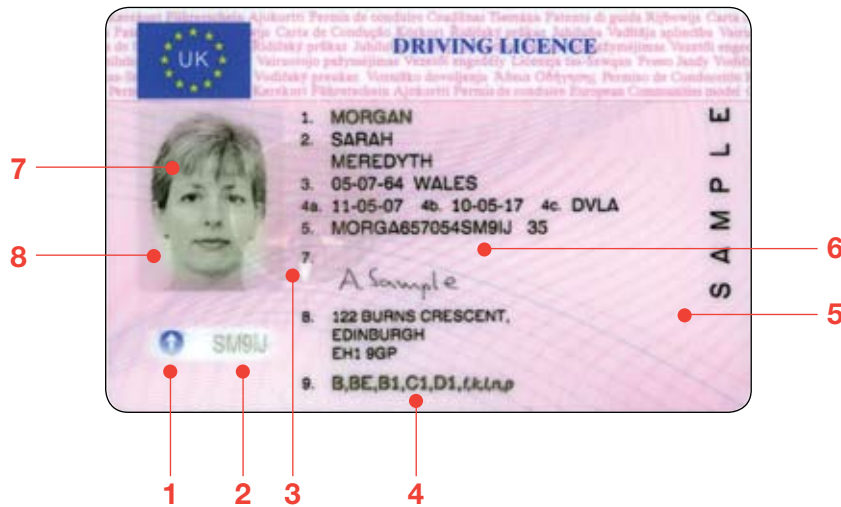 UK
DRIVING LICENCE
1. MORGAN
2. SARAH
MEREDYTH
3. 05-07-64 WALES
4a. 11-05-07 4b. 10-05-17 4c. DVLA
5. MORGA657054SM9IJ 35
7.
A Sample
8. 122 BURNS CRESCENT,
EDINBURGH
EH1 9GP
9. B,BE,B1,C1,D1,f,k,l,n,p
SM9IJ
SAMPLE
7
8
6
5
1
2
3
4